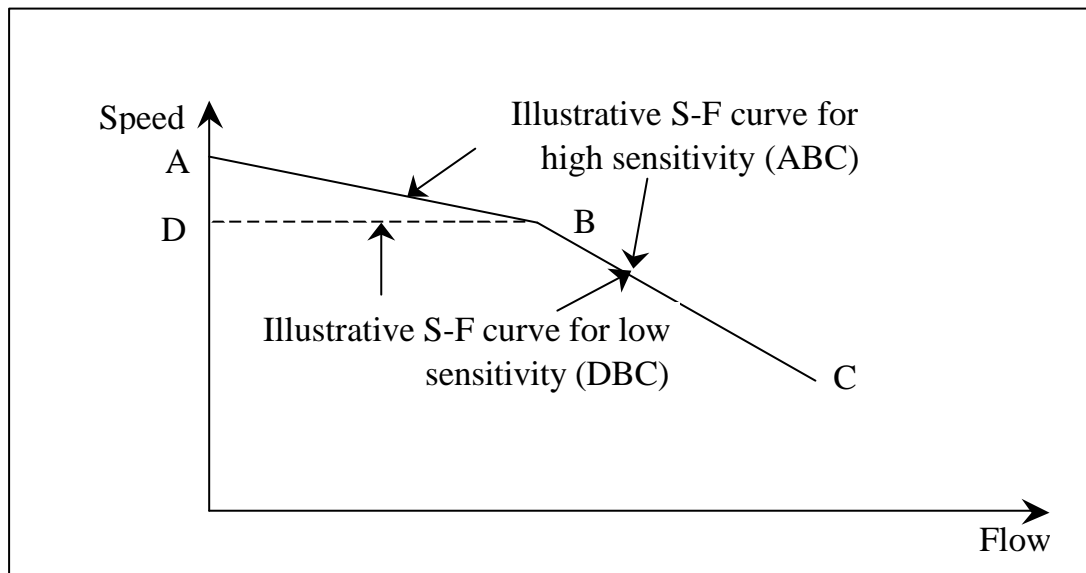 Speed
Illustrative S-F curve for
high sensitivity (ABC)
A
D
B
Illustrative S-F curve for low
sensitivity (DBC)
C
Flow